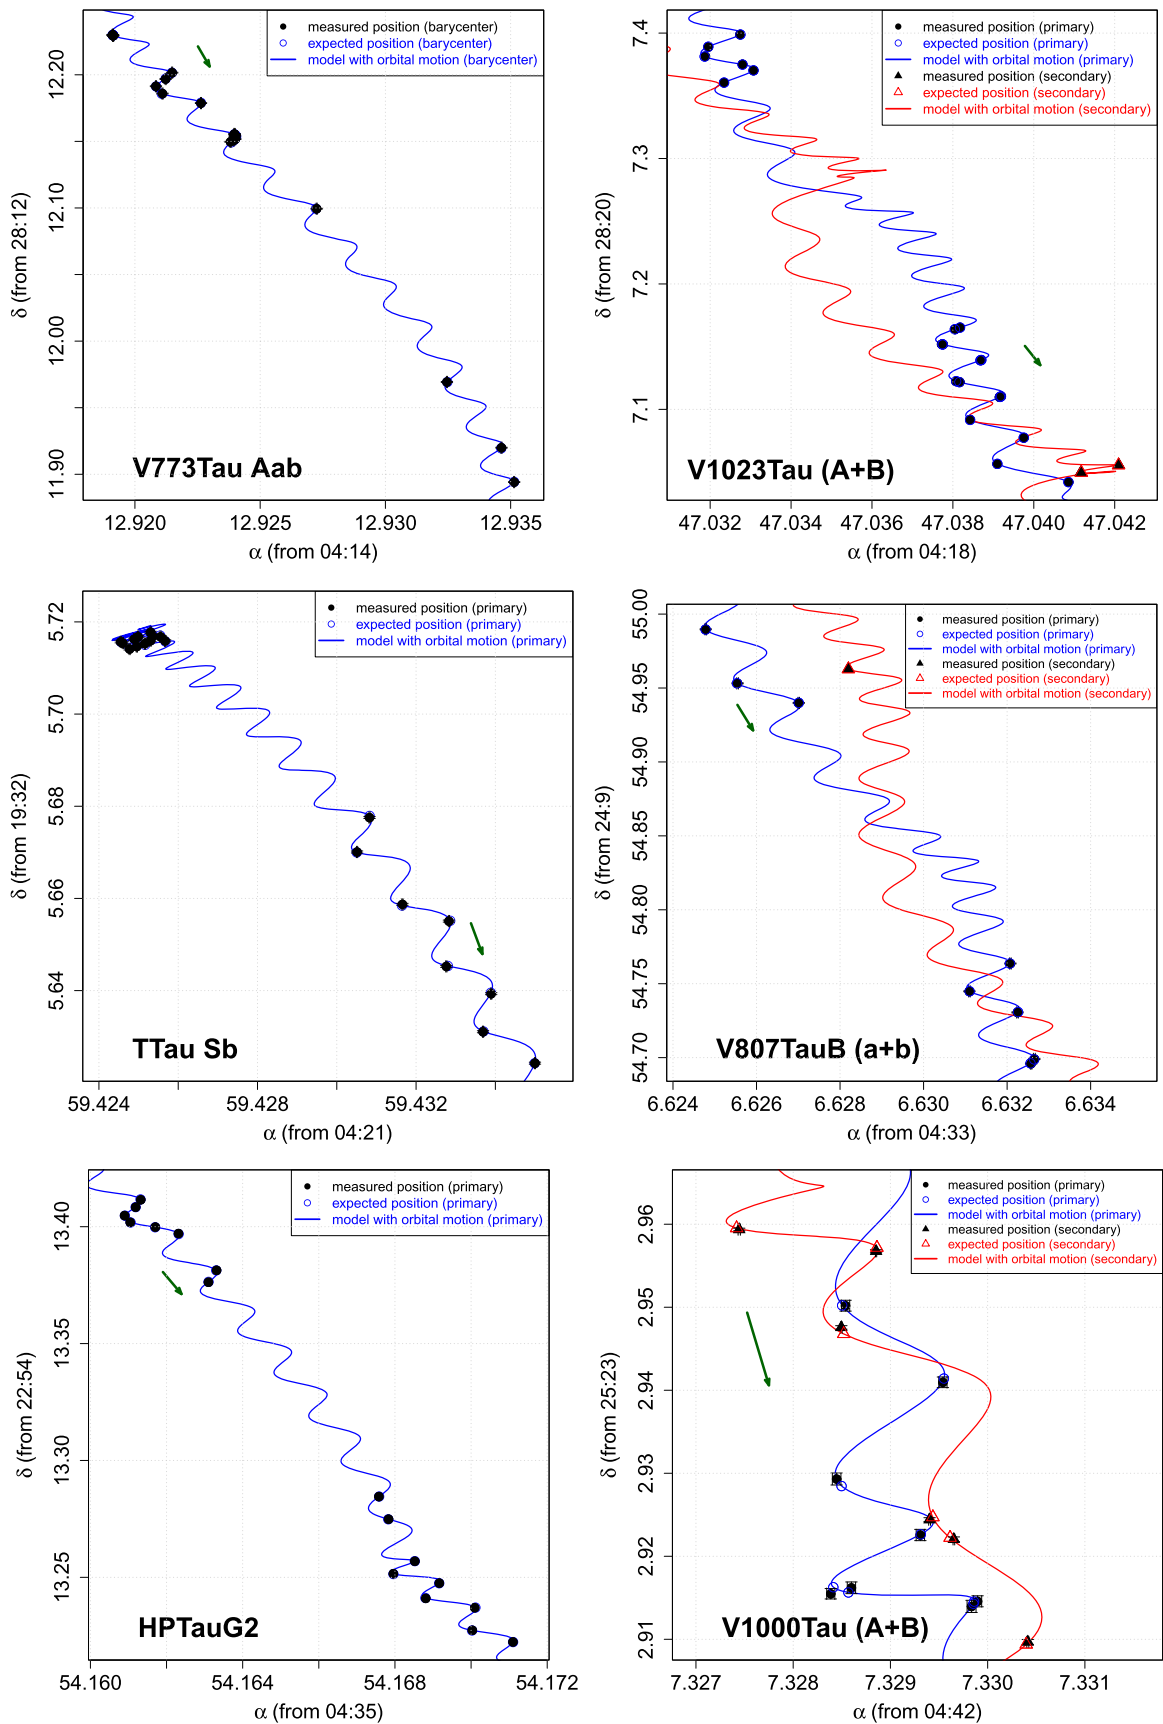 measured position (barycenter)
expected position (barycenter)
model with orbital motion (barycenter)
12.20
12.10
12.00
11.90
δ (from 28:12)
V773Tau Aab
12.920
12.925
12.930
12.935
α (from 04:14)
measured position (primary)
expected position (primary)
model with orbital motion (primary)
measured position (secondary)
expected position (secondary)
model with orbital motion (secondary)
7.4
7.3
7.2
7.1
δ (from 28:20)
V1023Tau (A+B)
47.032
47.034
47.036
47.038
47.040
47.042
α (from 04:18)
measured position (primary)
expected position (primary)
model with orbital motion (primary)
5.72
5.70
5.68
5.66
5.64
δ (from 19:32)
TTau Sb
59.424
59.428
59.432
α (from 04:21)
measured position (primary)
expected position (primary)
model with orbital motion (primary)
measured position (secondary)
expected position (secondary)
model with orbital motion (secondary)
55.00
54.95
54.90
54.85
54.80
54.75
54.70
δ (from 24:9)
V807TauB (a+b)
6.624
6.626
6.628
6.630
6.632
6.634
α (from 04:33)
measured position (primary)
expected position (primary)
model with orbital motion (primary)
13.40
13.35
13.30
13.25
δ (from 22:54)
HPTauG2
54.160
54.164
54.168
54.172
α (from 04:35)
measured position (primary)
expected position (primary)
model with orbital motion (primary)
measured position (secondary)
expected position (secondary)
model with orbital motion (secondary)
2.96
2.95
2.94
2.93
2.92
2.91
δ (from 25:23)
V1000Tau (A+B)
7.327
7.328
7.329
7.330
7.331
α (from 04:42)